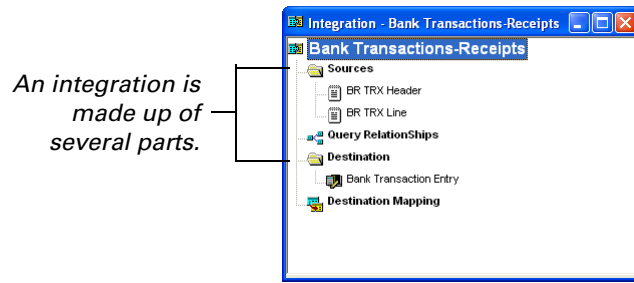 An integration is
made up of
several parts.
Integration - Bank Transactions-Receipts
Bank Transactions-Receipts
Sources
BR TRX Header
BR TRX Line
Query RelationShips
Destination
Bank Transaction Entry
Destination Mapping